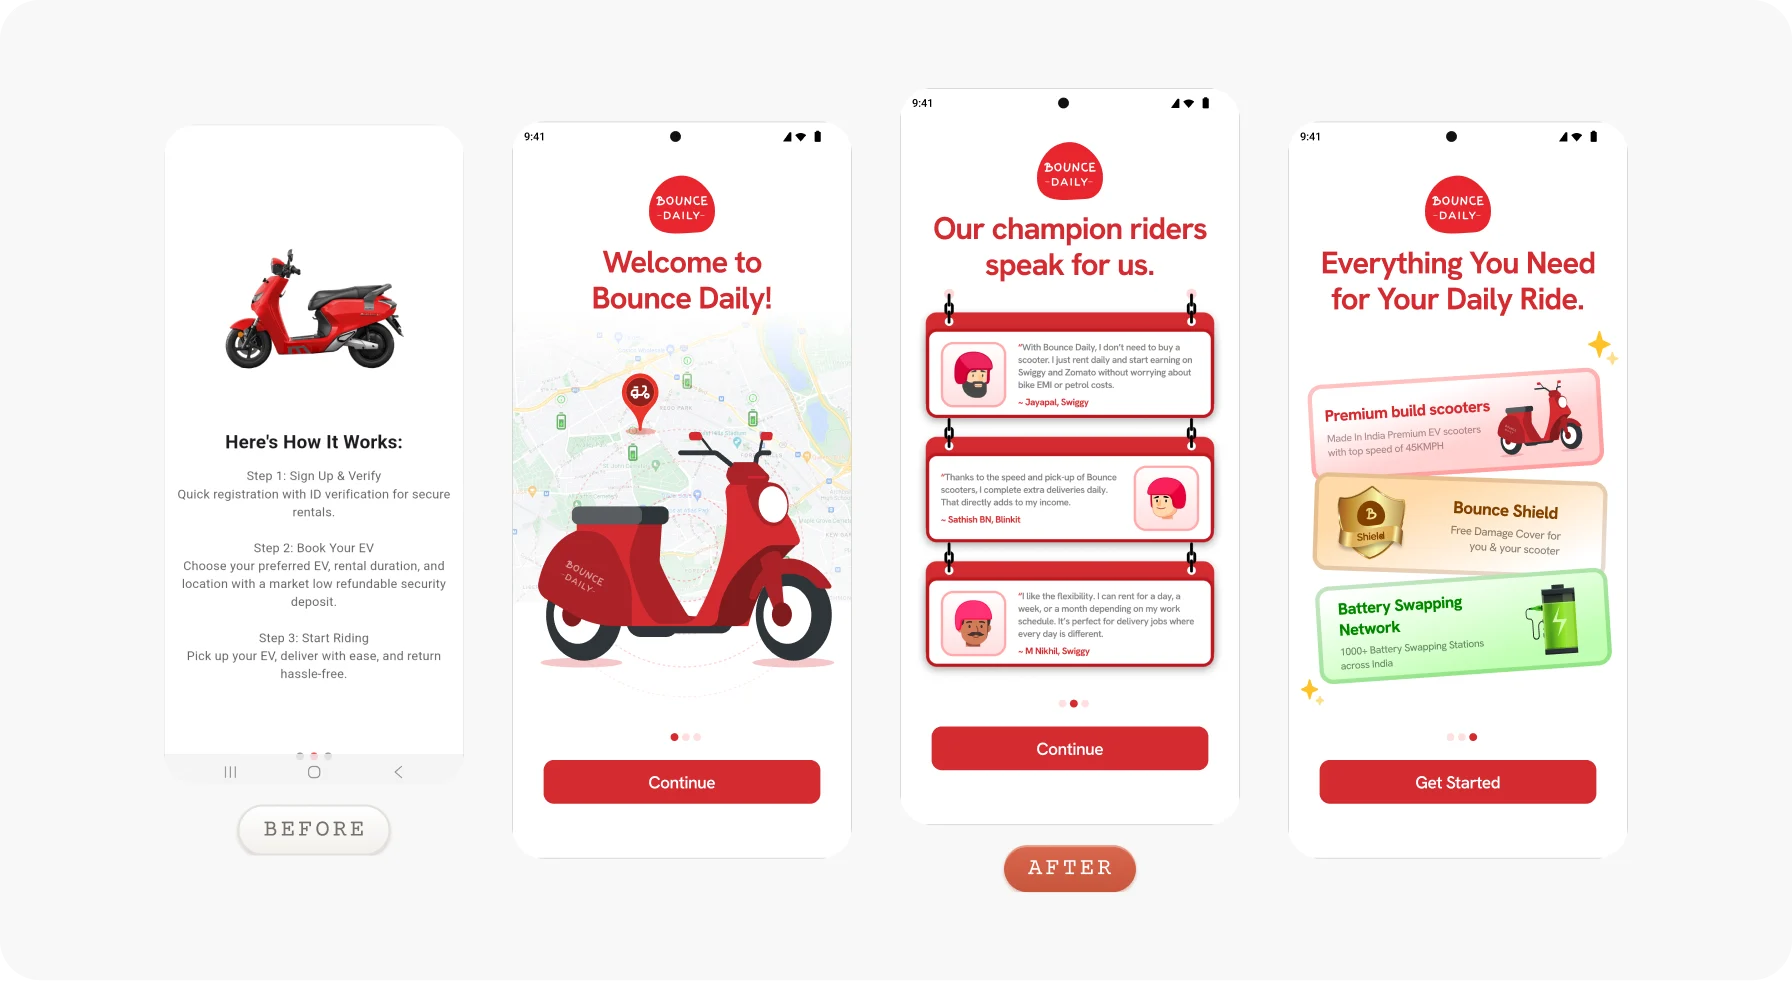 Here's How It Works:
Step 1: Sign Up & Verify
Quick registration with ID verification for secure
rentals.
Step 2: Book Your EV
Choose your preferred EV, rental duration, and
location with a market low refundable security
deposit.
Step 3: Start Riding
Pick up your EV, deliver with ease, and return
hassle-free.
BEFORE
9:41
BOUNCE
-DAILY-
Welcome to
Bounce Daily!
BOUNCE
-DAILY-
Continue
9:41
BOUNCE
-DAILY-
Our champion riders
speak for us.
"With Bounce Daily, I don't need to buy a
scooter. I just rent daily and start earning on
Swiggy and Zomato without worrying about
bike EMI or petrol costs.
~ Jayapal, Swiggy
"Thanks to the speed and pick-up of Bounce
scooters, I complete extra deliveries daily.
That directly adds to my income.
~ Sathish BN, Blinkit
"I like the flexibility. I can rent for a day, a
week, or a month depending on my work
schedule. It's perfect for delivery jobs where
every day is different.
~ M Nikhil, Swiggy
Continue
AFTER
9:41
BOUNCE
-DAILY-
Everything You Need
for Your Daily Ride.
Premium build scooters
Made In India Premium EV scooters
with top speed of 45KMPH
B
Shield
Bounce Shield
Free Damage Cover for
you & your scooter
Battery Swapping
Network
1000+ Battery Swapping Stations
across India
Get Started